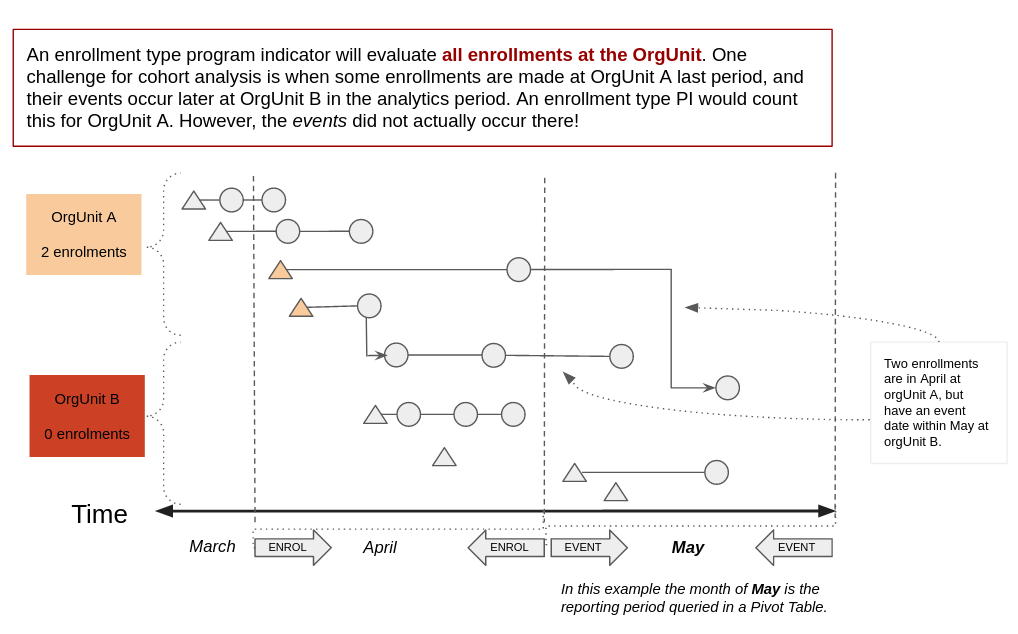 An enrollment type program indicator will evaluate all enrollments at the OrgUnit. One
challenge for cohort analysis is when some enrollments are made at OrgUnit A last period, and
their events occur later at OrgUnit B in the analytics period. An enrollment type PI would count
this for OrgUnit A. However, the events did not actually occur there!
OrgUnit A
2 enrolments
OrgUnit B
0 enrolments
Two enrollments
are in April at
orgUnit A, but
have an event
date within May at
orgUnit B.
Time
March
ENROL
April
ENROL
EVENT
May
EVENT
In this example the month of May is the
reporting period queried in a Pivot Table.